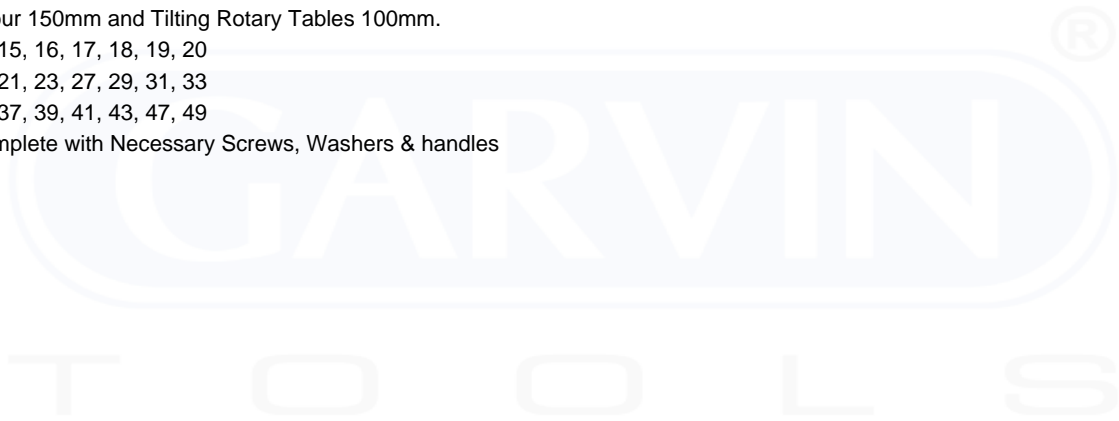 our 150mm and Tilting Rotary Tables 100mm.
15, 16, 17, 18, 19, 20
21, 23, 27, 29, 31, 33
37, 39, 41, 43, 47, 49
mplete with Necessary Screws, Washers & handles
GARVIN
®
TOOLS